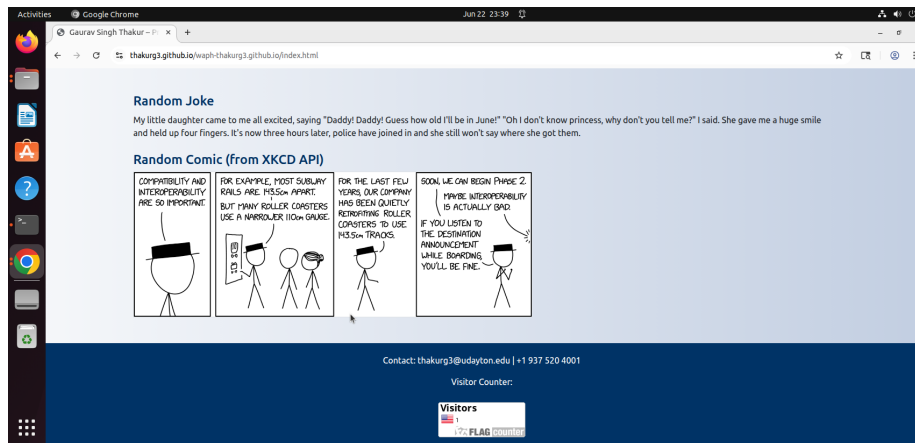 Activities
Google Chrome
Jun 22 23:39
Gaurav Singh Thakur – P
thakurg3.github.io/waph-thakurg3.github.io/index.html
Random Joke
My little daughter came to me all excited, saying "Daddy! Daddy! Guess how old I'll be in June!" "Oh I don't know princess, why don't you tell me?" I said. She gave me a huge smile
and held up four fingers. It's now three hours later, police have joined in and she still won't say where she got them.
Random Comic (from XKCD API)
COMPATIBILITY AND
INTEROPERABILITY
ARE SO IMPORTANT.
FOR EXAMPLE, MOST SUBWAY
RAILS ARE 143.5cm APART.
BUT MANY ROLLER COASTERS
USE A NARROWER 110cm GAUGE.
FOR THE LAST FEW
YEARS, OUR COMPANY
HAS BEEN QUIETLY
RETROFITING ROLLER
COASTERS TO USE
143.5cm TRACKS.
SOON, WE CAN BEGIN PHASE 2.
MAYBE INTEROPERABILITY
IS ACTUALLY BAD.
IF YOU LISTEN TO
THE DESTINATION
ANNOUNCEMENT
WHILE BOARDING,
YOU'LL BE FINE.
Contact: thakurg3@udayton.edu | +1 937 520 4001
Visitor Counter:
Visitors
1
FLAG counter